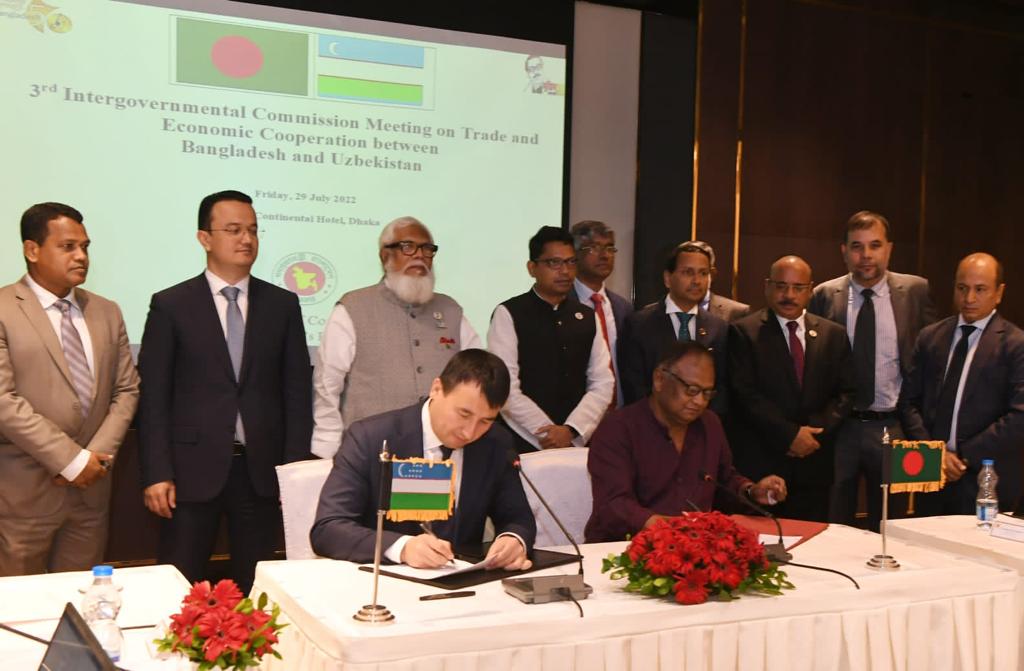 3rd Intergovernmental Commission Meeting on Trade and
Economic Cooperation between
Bangladesh and Uzbekistan
Friday, 29 July 2022
Continental Hotel, Dhaka